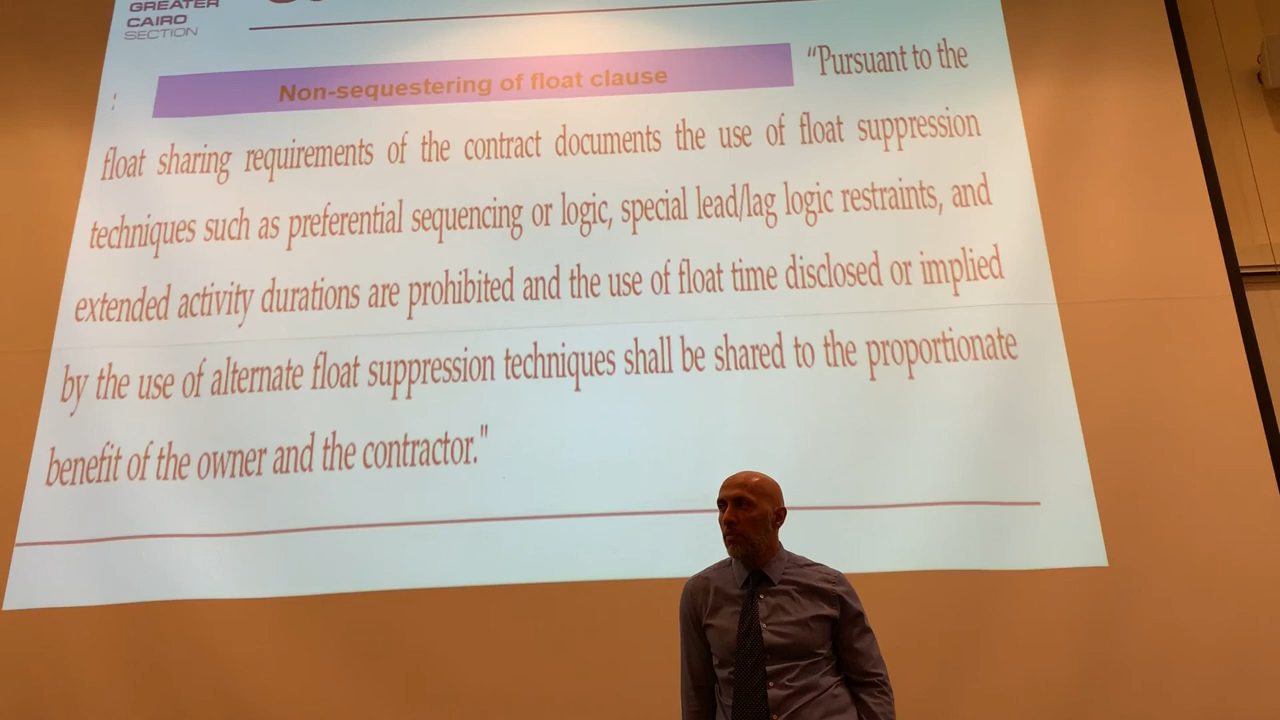 GREATER
CAIRO
SECTION
Non-sequestering of float clause
“Pursuant to the
float sharing requirements of the contract documents the use of float suppression
techniques such as preferential sequencing or logic, special lead/lag logic restraints, and
extended activity durations are prohibited and the use of float time disclosed or implied
by the use of alternate float suppression techniques shall be shared to the proportionate
benefit of the owner and the contractor."